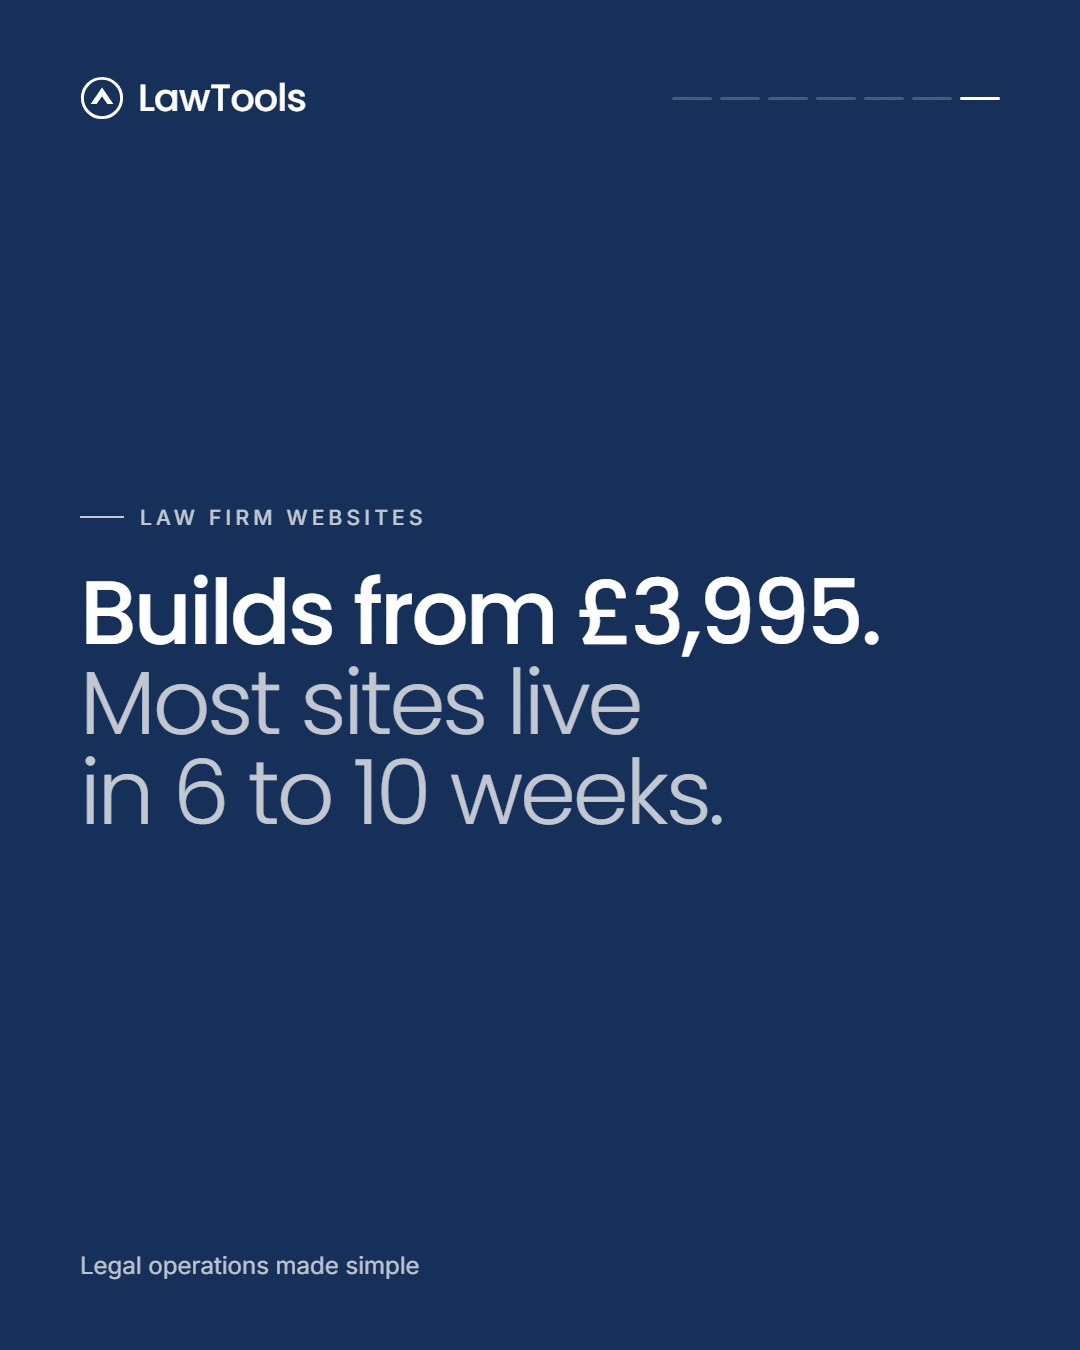 LawTools
LAW FIRM WEBSITES
Builds from £3,995.
Most sites live
in 6 to 10 weeks.
Legal operations made simple